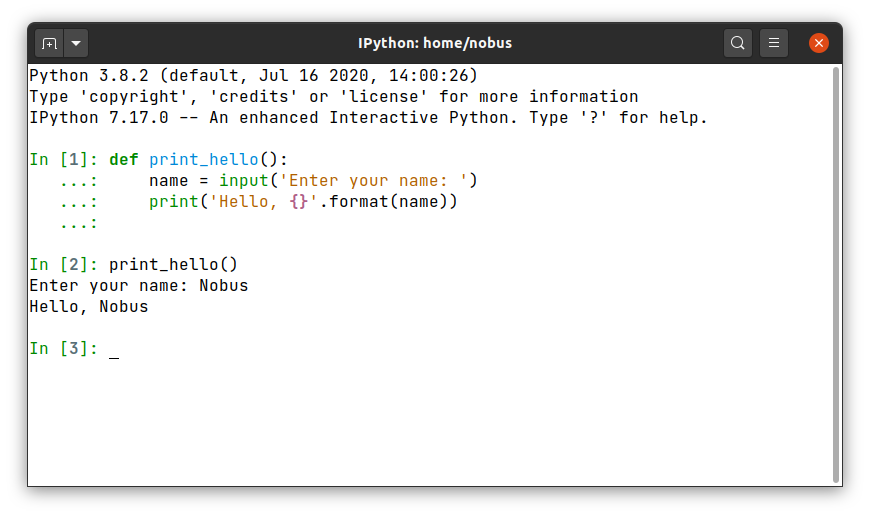 IPython: home/nobus
Python 3.8.2 (default, Jul 16 2020, 14:00:26)
Type 'copyright', 'credits' or 'license' for more information
IPython 7.17.0 -- An enhanced Interactive Python. Type '?' for help.
In [1]: def print_hello():
   ...:     name = input('Enter your name: ')
   ...:     print('Hello, {}'.format(name))
   ...:
In [2]: print_hello()
Enter your name: Nobus
Hello, Nobus
In [3]: _